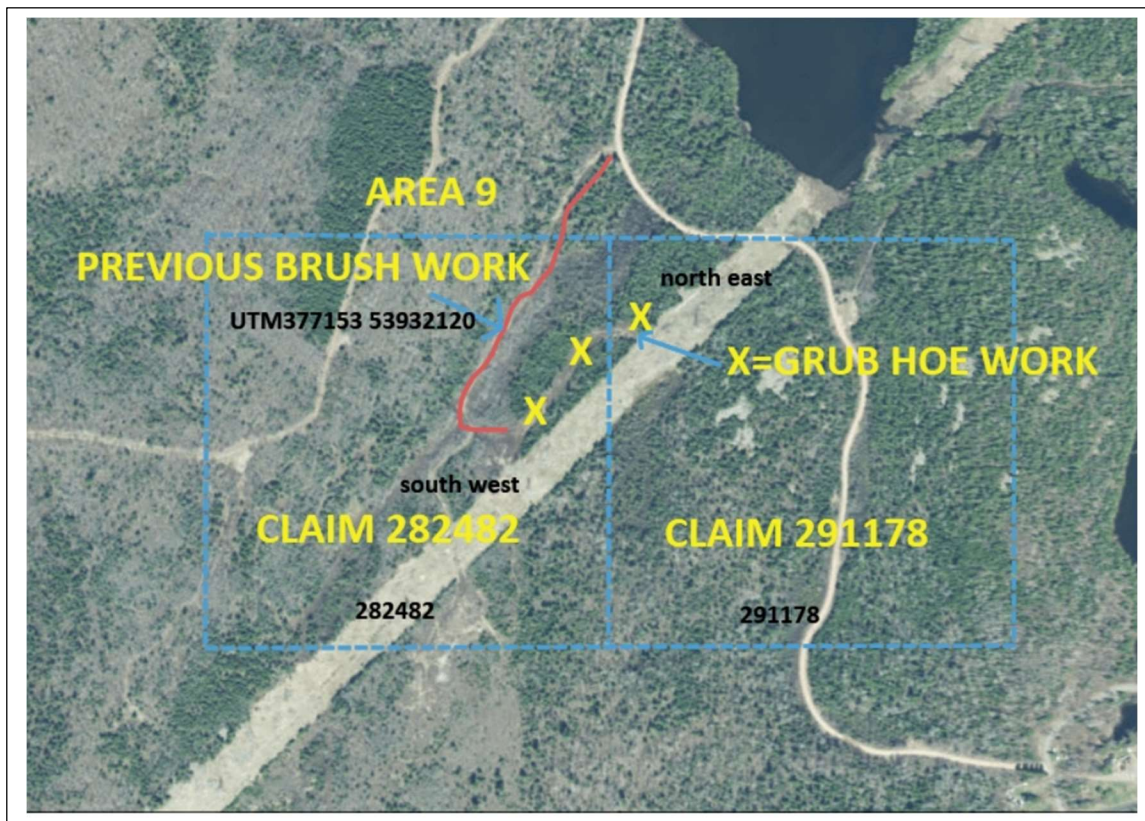 AREA 9
PREVIOUS BRUSH WORK
north east
UTM377153 53932120
X
X=GRUB HOE WORK
X
X
south west
CLAIM 282482
CLAIM 291178
282482
291178